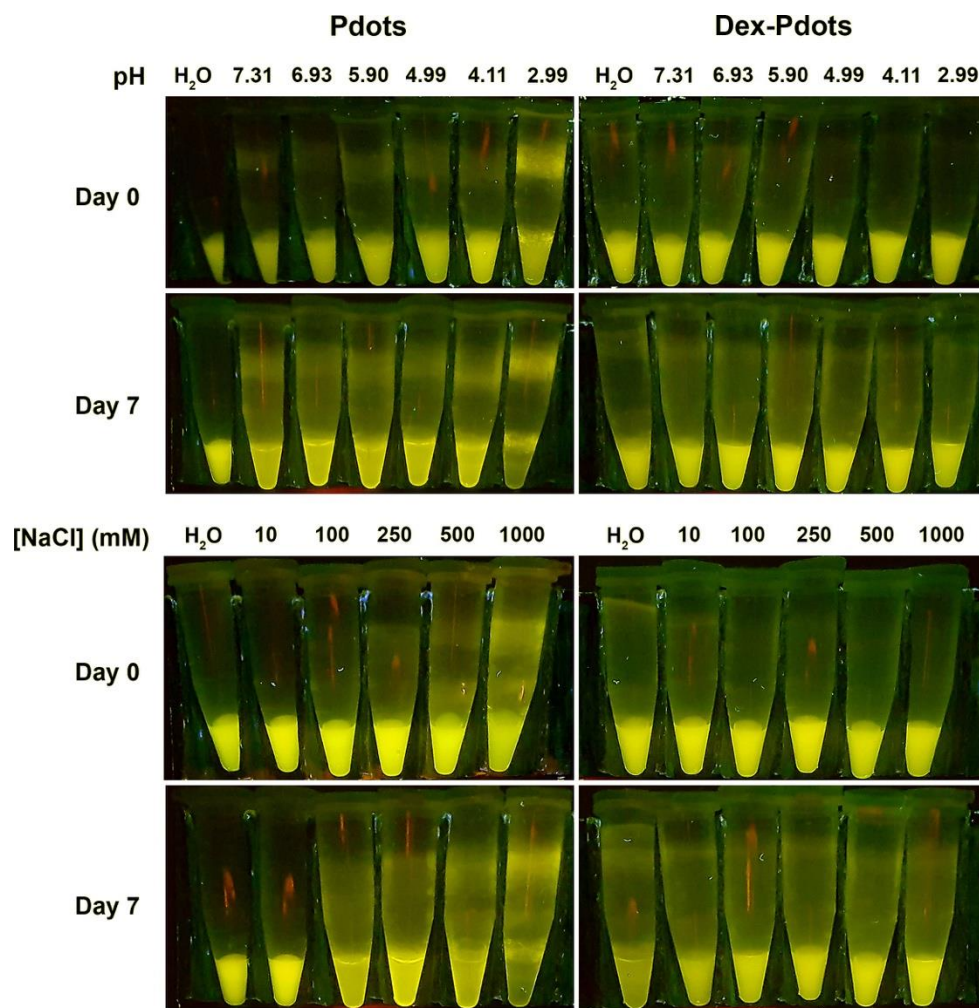 Pdots Dex-Pdots
pH H₂O 7.31 6.93 5.90 4.99 4.11 2.99 H₂O 7.31 6.93 5.90 4.99 4.11 2.99
Day 0
Day 7
[NaCl] (mM) H₂O 10 100 250 500 1000 H₂O 10 100 250 500 1000
Day 0
Day 7